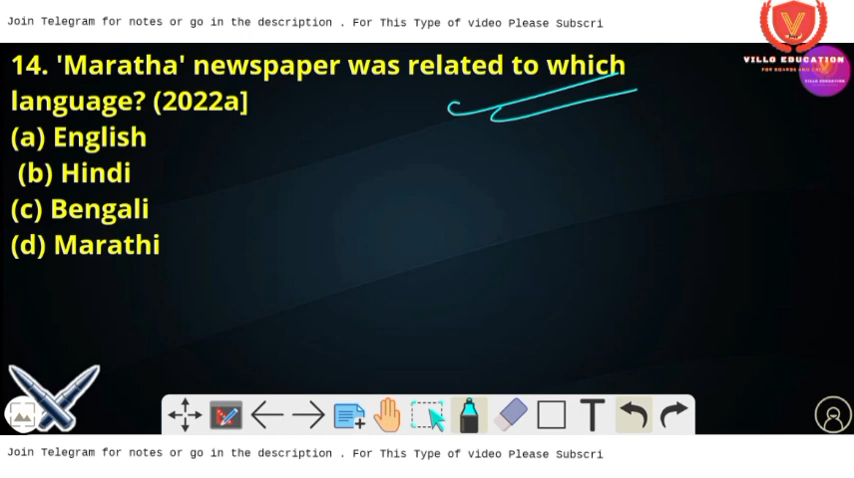 Join Telegram for notes or go in the description . For This Type of video Please Subscri
14. 'Maratha' newspaper was related to which
language? (2022a]
(a) English
(b) Hindi
(c) Bengali
(d) Marathi
VILLO EDUCATION
VILLO EDUCATION
T
Join Telegram for notes or go in the description . For This Type of video Please Subscri